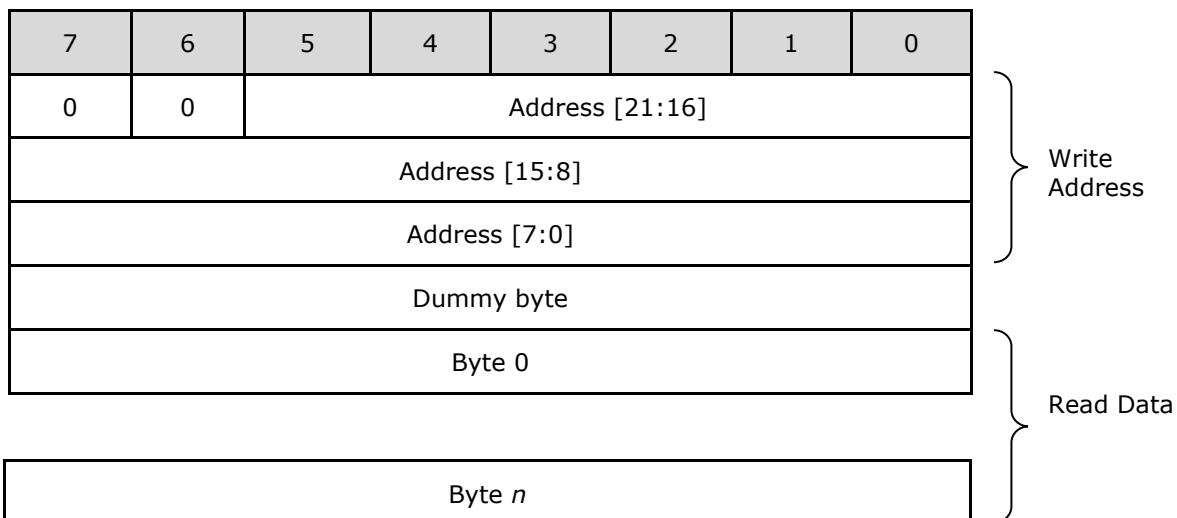 7 6 5 4 3 2 1 0
0 0 Address [21:16]
Address [15:8]
Write
Address
Address [7:0]
Dummy byte
Byte 0
Read Data
Byte n